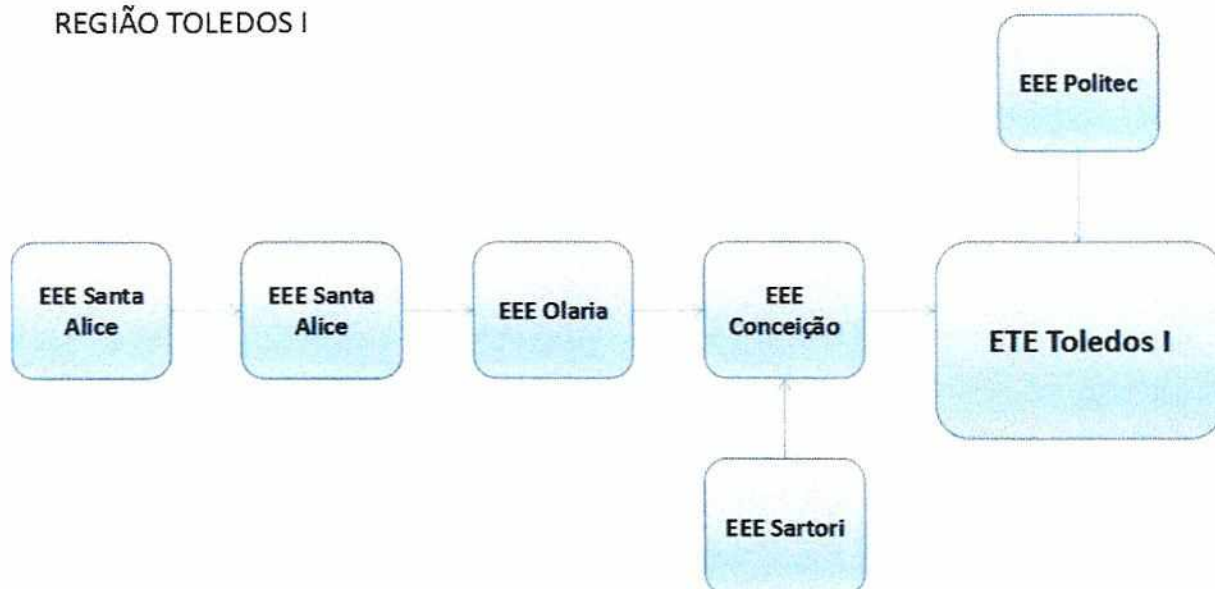 REGIÃO TOLEDOS I
EEE Politec
EEE Santa
Alice
EEE Santa
Alice
EEE Olaria
EEE
Conceição
ETE Toledos I
EEE Sartori